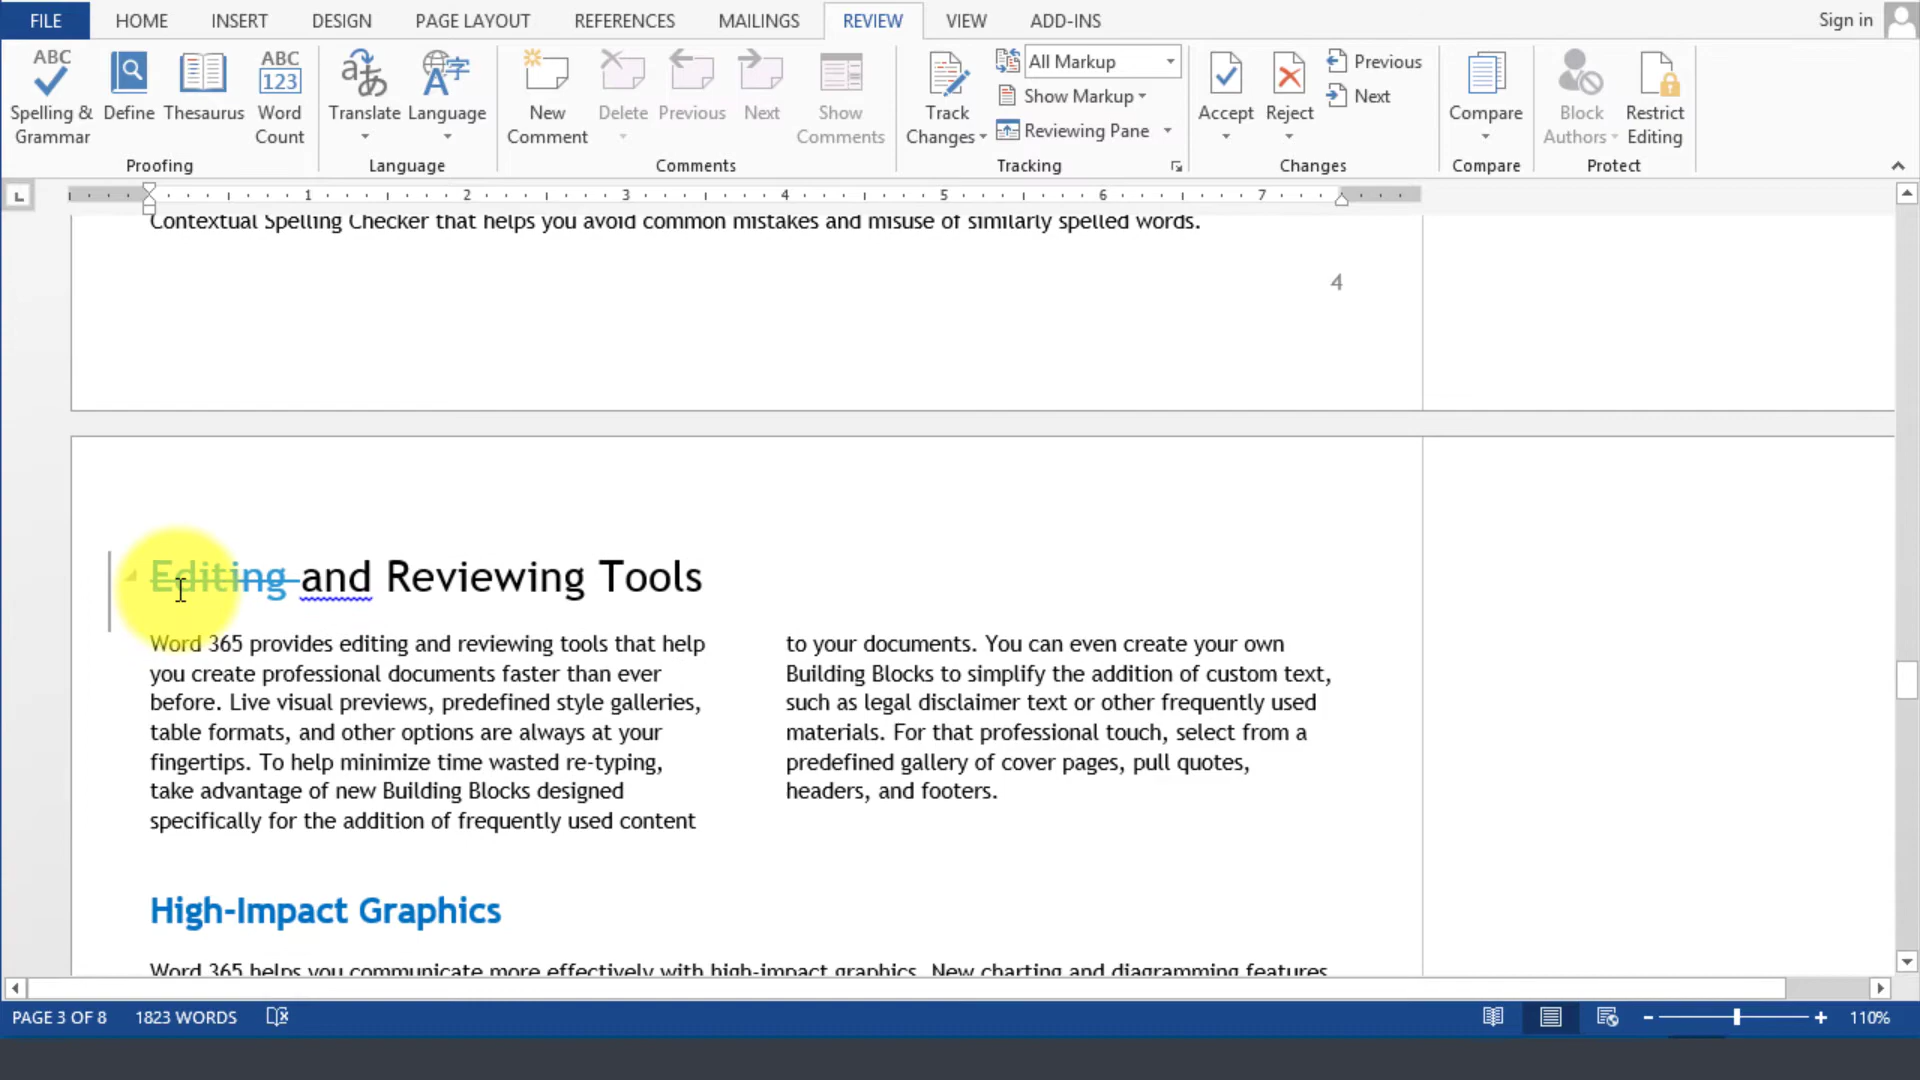 FILE HOME INSERT DESIGN PAGE LAYOUT REFERENCES MAILINGS REVIEW VIEW ADD-INS Sign in
ABC
Spelling &
Grammar
Define
Thesaurus
ABC
123
Word
Count
Proofing
Translate
Language
Language
New
Comment
Delete
Previous
Next
Show
Comments
Comments
Track
Changes
All Markup
Show Markup
Reviewing Pane
Tracking
Accept
Reject
Previous
Next
Changes
Compare
Compare
Block
Authors
Restrict
Editing
Protect
1 2 3 4 5 6 7
Contextual Spelling Checker that helps you avoid common mistakes and misuse of similarly spelled words.
4
Editing and Reviewing Tools
Word 365 provides editing and reviewing tools that help
you create professional documents faster than ever
before. Live visual previews, predefined style galleries,
table formats, and other options are always at your
fingertips. To help minimize time wasted re-typing,
take advantage of new Building Blocks designed
specifically for the addition of frequently used content
to your documents. You can even create your own
Building Blocks to simplify the addition of custom text,
such as legal disclaimer text or other frequently used
materials. For that professional touch, select from a
predefined gallery of cover pages, pull quotes,
headers, and footers.
High-Impact Graphics
Word 365 helps you communicate more effectively with high-impact graphics. New charting and diagramming features
PAGE 3 OF 8 1823 WORDS 110%